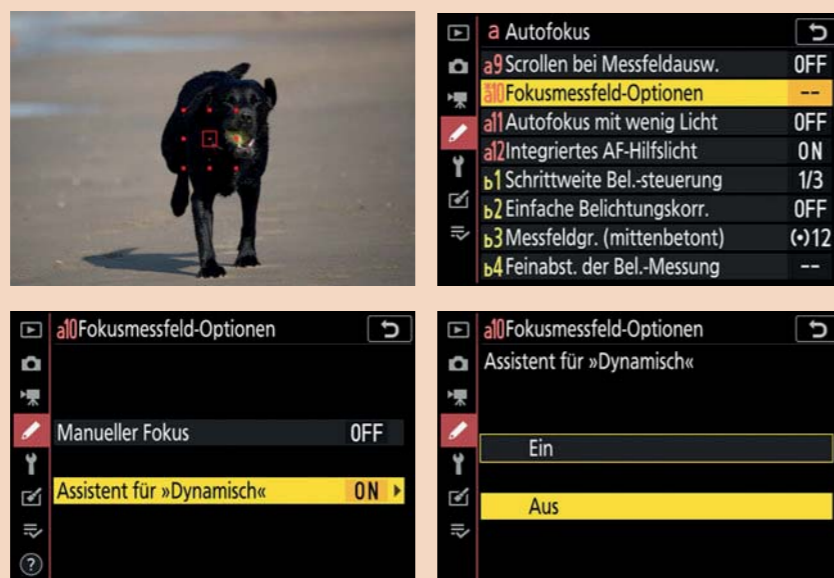 a Autofokus
a9 Scrollen bei Messfeldausw. OFF
a10 Fokusmessfeld-Optionen --
a11 Autofokus mit wenig Licht OFF
a12 Integriertes AF-Hilfslicht ON
b1 Schrittweite Bel.-steuerung 1/3
b2 Einfache Belichtungskorr. OFF
b3 Messfeldgr. (mittenbetont) (•)12
b4 Feinabst. der Bel.-Messung --
a10 Fokusmessfeld-Optionen
Manueller Fokus OFF
Assistent für »Dynamisch« ON
?
a10 Fokusmessfeld-Optionen
Assistent für »Dynamisch«
Ein
Aus